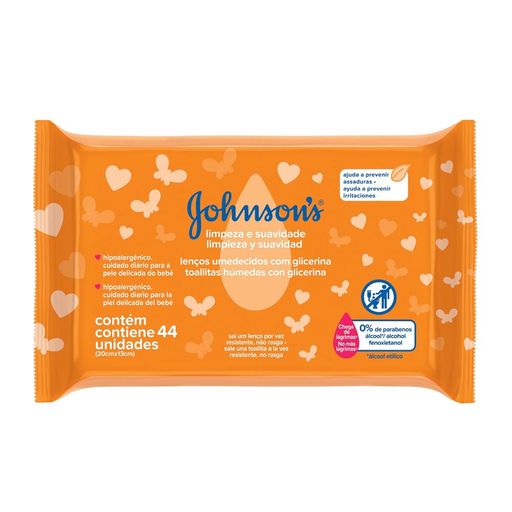 ajuda a prevenir
assaduras •
ayuda a prevenir
irritaciones
Johnson's®
limpeza e suavidade
limpieza y suavidad
lenços umedecidos com glicerina
toallitas húmedas con glicerina
hipoalergênico.
cuidado diário para a
pele delicada do bebê
hipoalergénico.
cuidado diario para la
piel delicada del bebé
contém
contiene 44
unidades
(20cmx13cm)
sai um lenço por vez
resistente, não rasga -
sale una toallita a la vez
resistente, no rasga
Chega
de
lágrimas*/
No más
lágrimas*
0% de parabenos
álcool*/ alcohol
fenoxietanol
*álcool etílico